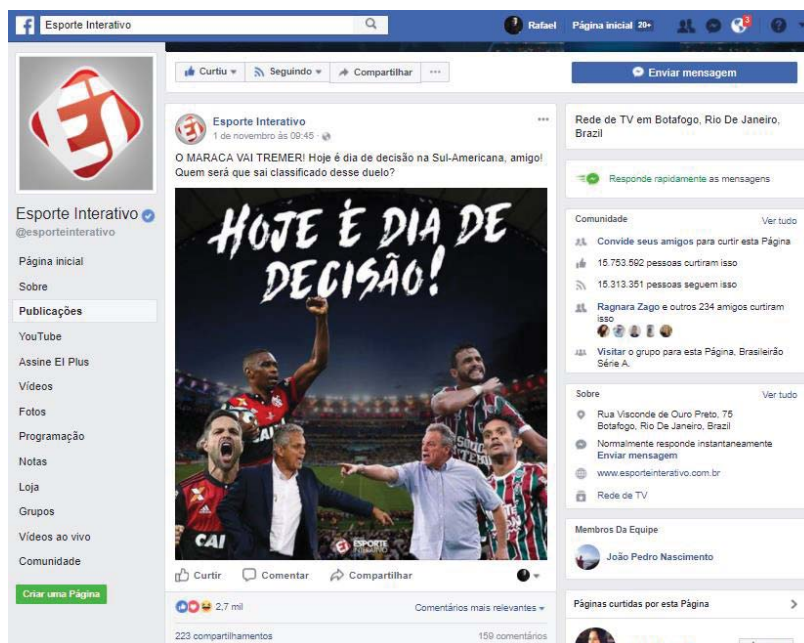 Esporte Interativo
Rafael
Página inicial 20+
3
Curtiu
Seguindo
Compartilhar
Enviar mensagem
Esporte Interativo
@esporteinterativo
Página inicial
Sobre
Publicações
YouTube
Assine EI Plus
Vídeos
Fotos
Programação
Notas
Loja
Grupos
Vídeos ao vivo
Comunidade
Criar uma Página
Esporte Interativo
1 de novembro às 09:45 ·
O MARACA VAI TREMER! Hoje é dia de decisão na Sul-Americana, amigo!
Quem será que sai classificado desse duelo?
HOJE É DIA DE
DECISÃO!
CAI
ESPORTE
INTERATIVO
Curtir
Comentar
Compartilhar
2,7 mil
Comentários mais relevantes
223 compartilhamentos
159 comentários
Rede de TV em Botafogo, Rio De Janeiro,
Brazil
Responde rapidamente as mensagens
Comunidade
Ver tudo
Convide seus amigos para curtir esta Página
15.753.592 pessoas curtiram isso
15.313.351 pessoas seguem isso
Ragnara Zago e outros 234 amigos curtiram
isso
Visitar o grupo para esta Página, Brasileirão
Série A.
Sobre
Ver tudo
Rua Visconde de Ouro Preto, 75
Botafogo, Rio De Janeiro, Brazil
Normalmente responde instantaneamente
Enviar mensagem
www.esporteinterativo.com.br
Rede de TV
Membros Da Equipe
João Pedro Nascimento
Páginas curtidas por esta Página